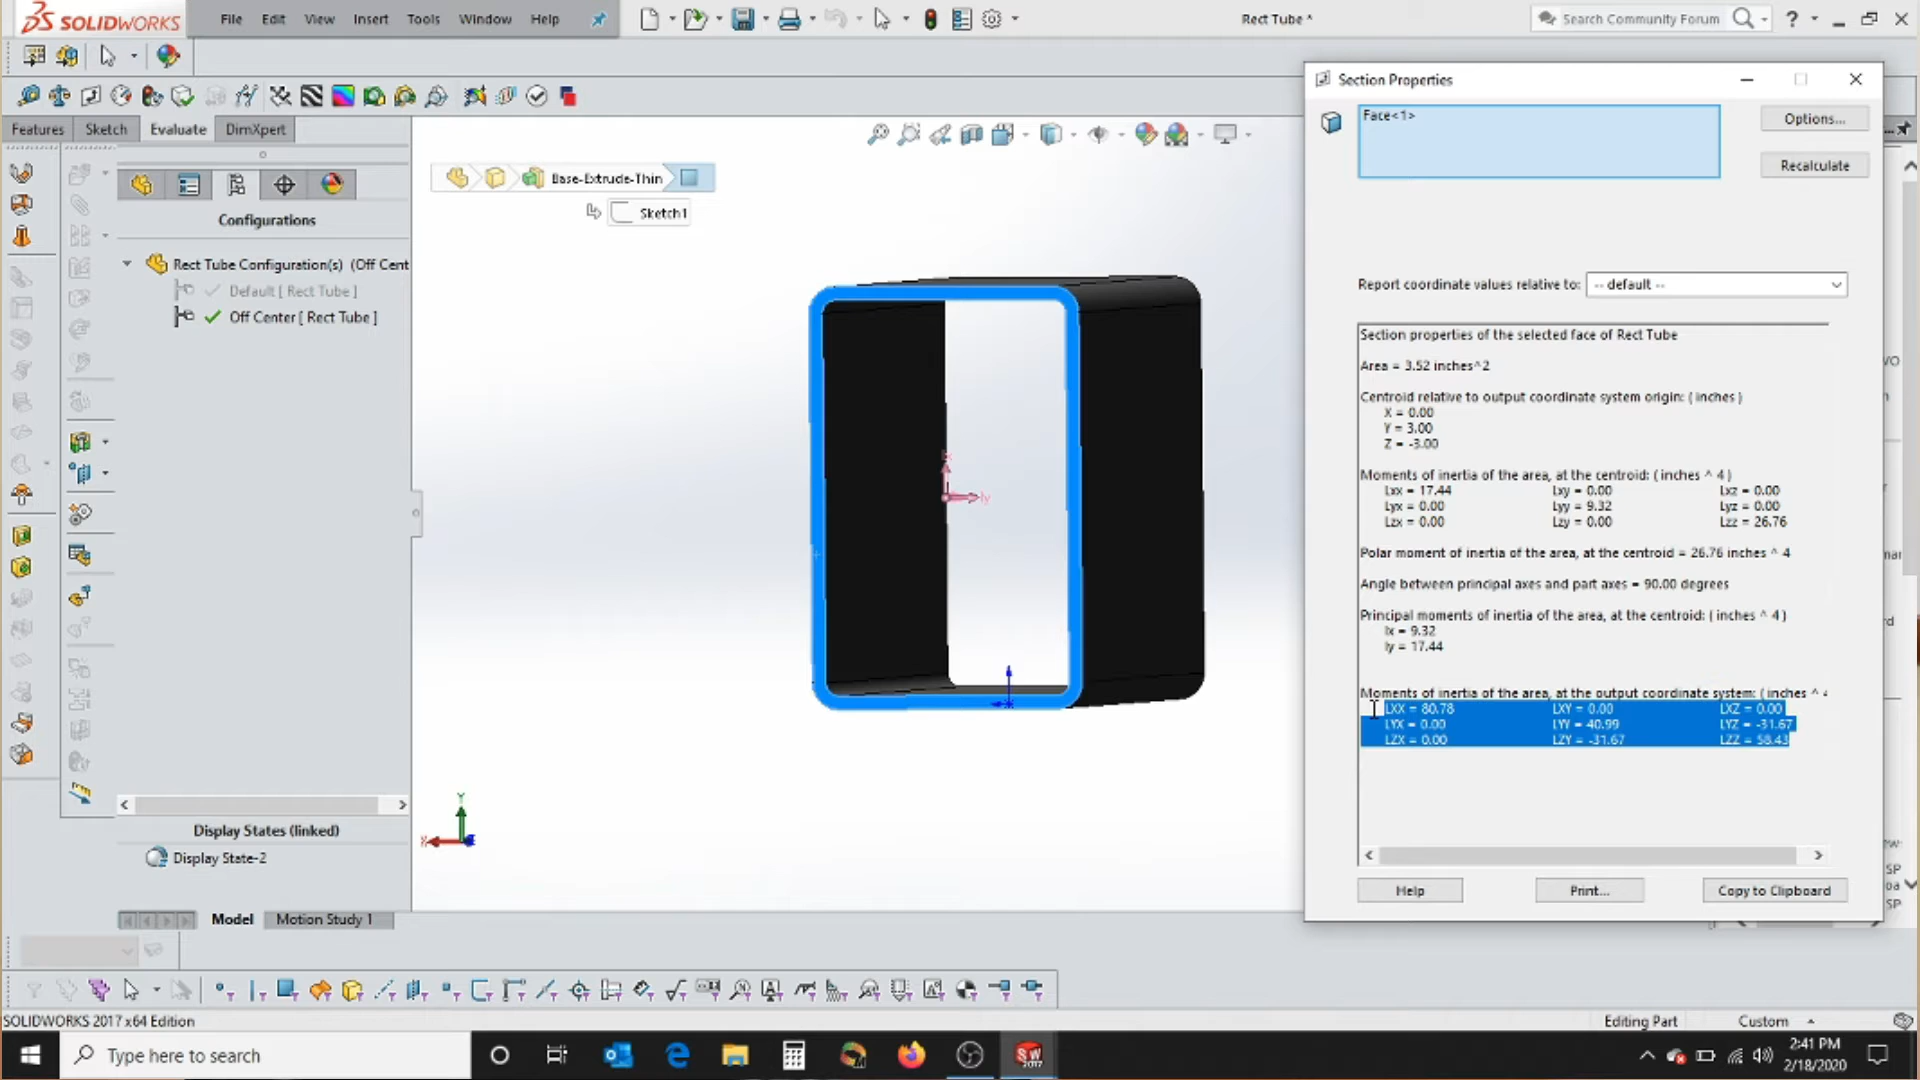 SOLIDWORKS File Edit View Insert Tools Window Help Rect Tube * Search Community Forum
Section Properties
Face<1>
Options...
Recalculate
Features Sketch Evaluate DimXpert
Base-Extrude-Thin
Sketch1
Configurations
Rect Tube Configuration(s) (Off Cent
Default [ Rect Tube ]
Off Center [ Rect Tube ]
Report coordinate values relative to: -- default --
Section properties of the selected face of Rect Tube
Area = 3.52 inches^2
Centroid relative to output coordinate system origin: ( inches )
X = 0.00
Y = 3.00
Z = -3.00
Moments of inertia of the area, at the centroid: ( inches ^ 4 )
Lxx = 17.44 Lxy = 0.00 Lxz = 0.00
Lyx = 0.00 Lyy = 9.32 Lyz = 0.00
Lzx = 0.00 Lzy = 0.00 Lzz = 26.76
Polar moment of inertia of the area, at the centroid = 26.76 inches ^ 4
Angle between principal axes and part axes = 90.00 degrees
Principal moments of inertia of the area, at the centroid: ( inches ^ 4 )
Ix = 9.32
Iy = 17.44
Moments of inertia of the area, at the output coordinate system: ( inches ^ 4
LXX = 80.78 LXY = 0.00 LXZ = 0.00
LYX = 0.00 LYY = 40.99 LYZ = -31.67
LZX = 0.00 LZY = -31.67 LZZ = 58.43
Help Print... Copy to Clipboard
Iy
Y
X
Display States (linked)
Display State-2
Model Motion Study 1
SOLIDWORKS 2017 x64 Edition Editing Part Custom
Type here to search
SW 2017
2:41 PM
2/18/2020